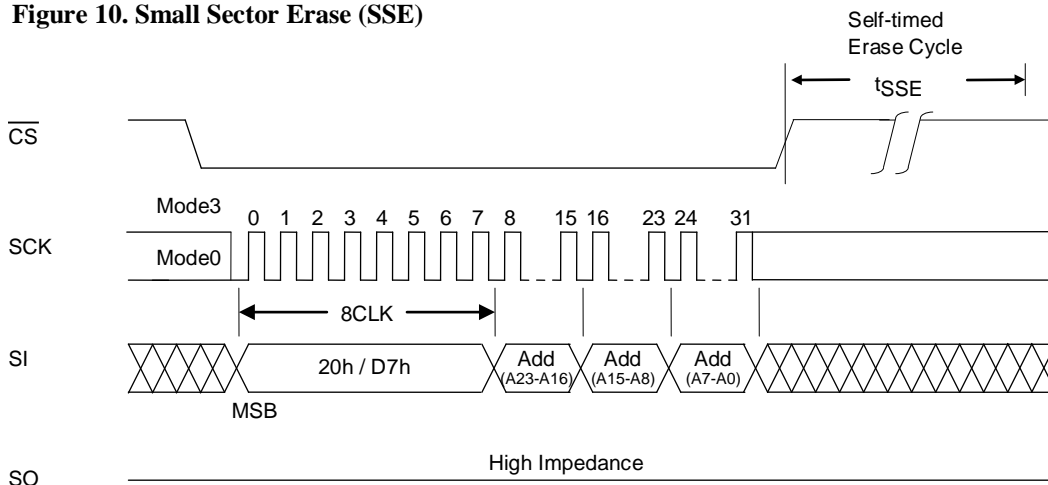 Figure 10. Small Sector Erase (SSE)
Self-timed
Erase Cycle
tSSE
CS
Mode3
0 1 2 3 4 5 6 7 8 15 16 23 24 31
SCK
Mode0
8CLK
SI
20h / D7h
Add
(A23-A16)
Add
(A15-A8)
Add
(A7-A0)
MSB
High Impedance
SO